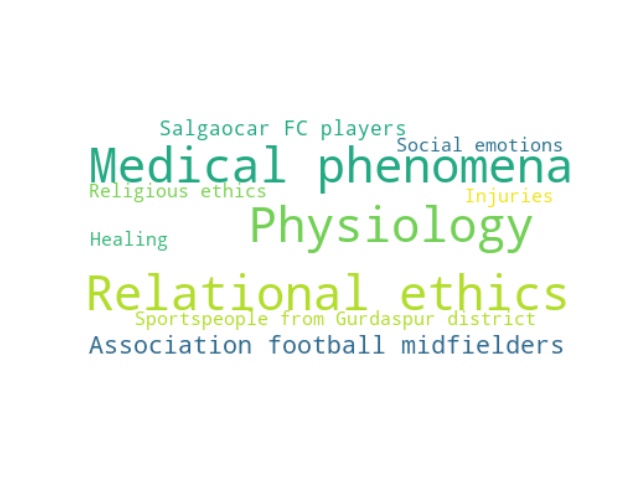 Salgaocar FC players
Social emotions
Medical phenomena
Religious ethics
Injuries
Physiology
Healing
Relational ethics
Sportspeople from Gurdaspur district
Association football midfielders